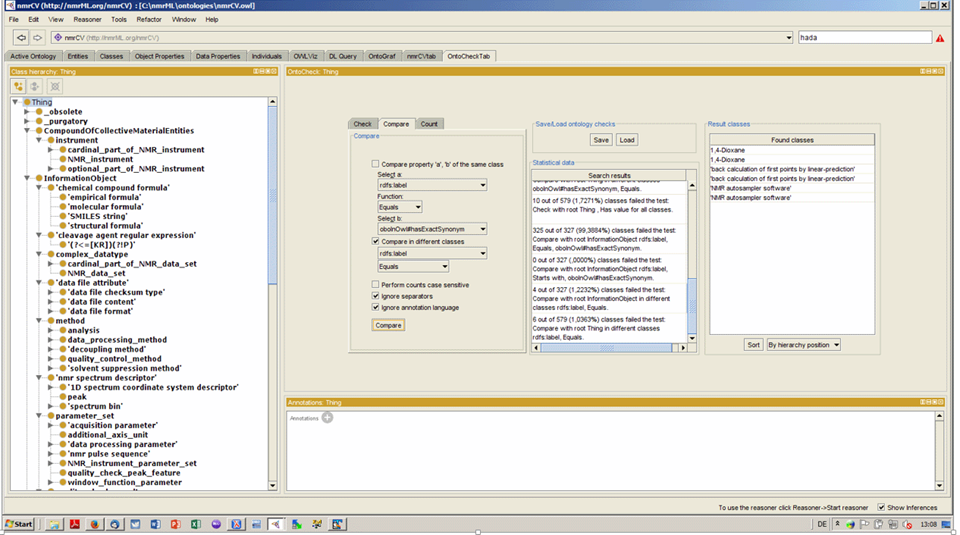 nmrCV (http://nmrML.org/nmrCV) : [C:\nmrML\ontologies\nmrCV.owl]
File Edit View Reasoner Tools Refactor Window Help
nmrCV (http://nmrML.org/nmrCV)
hada
Active Ontology Entities Classes Object Properties Data Properties Individuals OWLViz DL Query OntoGraf nmrCVtab OntoCheckTab
Class hierarchy: Thing
Thing
_obsolete
_purgatory
CompoundOfCollectiveMaterialEntities
instrument
cardinal_part_of_NMR_instrument
NMR_instrument
optional_part_of_NMR_instrument
InformationObject
'chemical compound formula'
'empirical formula'
'molecular formula'
'SMILES string'
'structural formula'
'cleavage agent regular expression'
'(?<=[KR])(?!P)'
complex_datatype
cardinal_part_of_NMR_data_set
NMR_data_set
'data file attribute'
'data file checksum type'
'data file content'
'data file format'
method
analysis
data_processing_method
'decoupling method'
quality_control_method
'solvent suppression method'
'nmr spectrum descriptor'
'1D spectrum coordinate system descriptor'
peak
'spectrum bin'
parameter_set
'acquisition parameter'
additional_axis_unit
'data processing parameter'
'nmr pulse sequence'
NMR_instrument_parameter_set
quality_check_peak_feature
window_function_parameter
OntoCheck: Thing
Check Compare Count
Compare
Compare property 'a', 'b' of the same class
Select a:
rdfs:label
Function:
Equals
Select b:
oboInOwl#hasExactSynonym
Compare in different classes
rdfs:label
Equals
Perform counts case sensitive
Ignore separators
Ignore annotation language
Compare
Save/Load ontology checks
Save Load
Statistical data
Search results
oboInOwl#hasExactSynonym, Equals.
10 out of 579 (1,7271%) classes failed the test:
Check with root Thing , Has value for all classes.
325 out of 327 (99,3884%) classes failed the test:
Compare with root InformationObject rdfs:label,
Equals, oboInOwl#hasExactSynonym.
0 out of 327 (,0000%) classes failed the test:
Compare with root InformationObject rdfs:label,
Starts with, oboInOwl#hasExactSynonym.
4 out of 327 (1,2232%) classes failed the test:
Compare with root InformationObject in different
classes rdfs:label, Equals.
6 out of 579 (1,0363%) classes failed the test:
Compare with root Thing in different classes
rdfs:label, Equals.
Result classes
Found classes
1,4-Dioxane
1,4-Dioxane
'back calculation of first points by linear-prediction'
'back calculation of first points by linear-prediction'
'NMR autosampler software'
'NMR autosampler software'
Sort By hierarchy position
Annotations: Thing
Annotations
To use the reasoner click Reasoner->Start reasoner Show Inferences
Start
DE 13:08